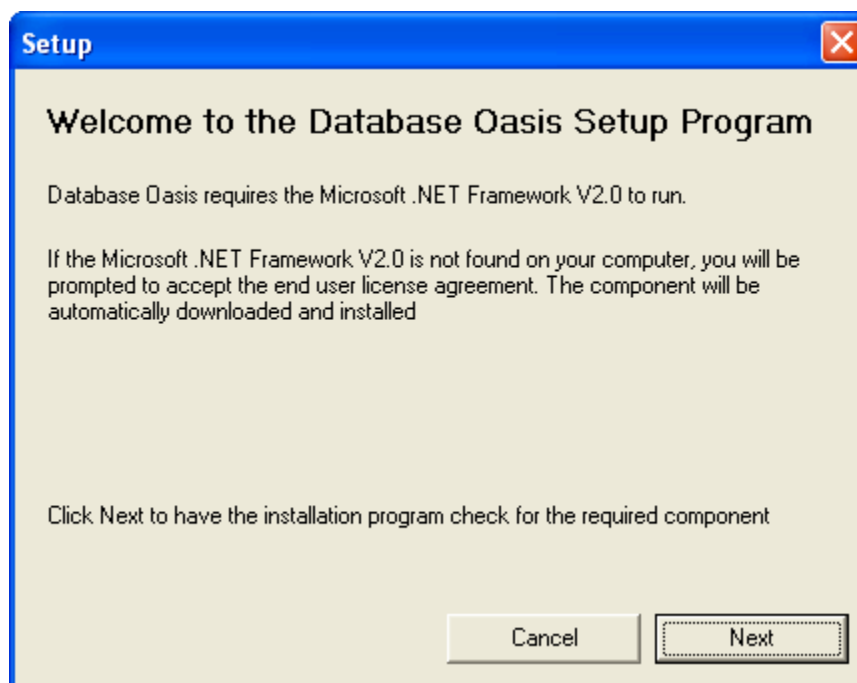 Setup
Welcome to the Database Oasis Setup Program
Database Oasis requires the Microsoft .NET Framework V2.0 to run.
If the Microsoft .NET Framework V2.0 is not found on your computer, you will be
prompted to accept the end user license agreement. The component will be
automatically downloaded and installed
Click Next to have the installation program check for the required component
Cancel Next